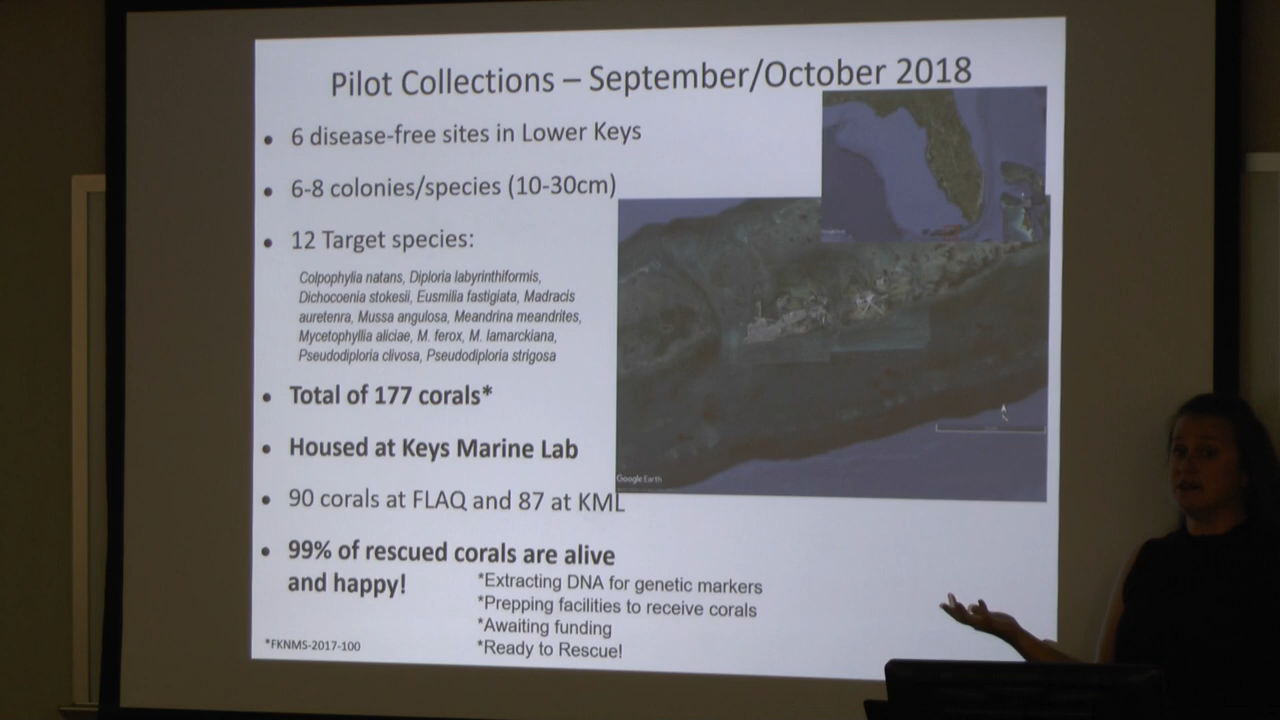 Pilot Collections – September/October 2018
• 6 disease-free sites in Lower Keys
• 6-8 colonies/species (10-30cm)
• 12 Target species:
Colpophylia natans, Diploria labyrinthiformis,
Dichocoenia stokesii, Eusmilia fastigiata, Madracis
auretenra, Mussa angulosa, Meandrina meandrites,
Mycetophyllia aliciae, M. ferox, M. lamarckiana,
Pseudodiploria clivosa, Pseudodiploria strigosa
• Total of 177 corals*
• Housed at Keys Marine Lab
Google Earth
• 90 corals at FLAQ and 87 at KML
• 99% of rescued corals are alive
and happy!
*Extracting DNA for genetic markers
*Prepping facilities to receive corals
*Awaiting funding
*Ready to Rescue!
*FKNMS-2017-100